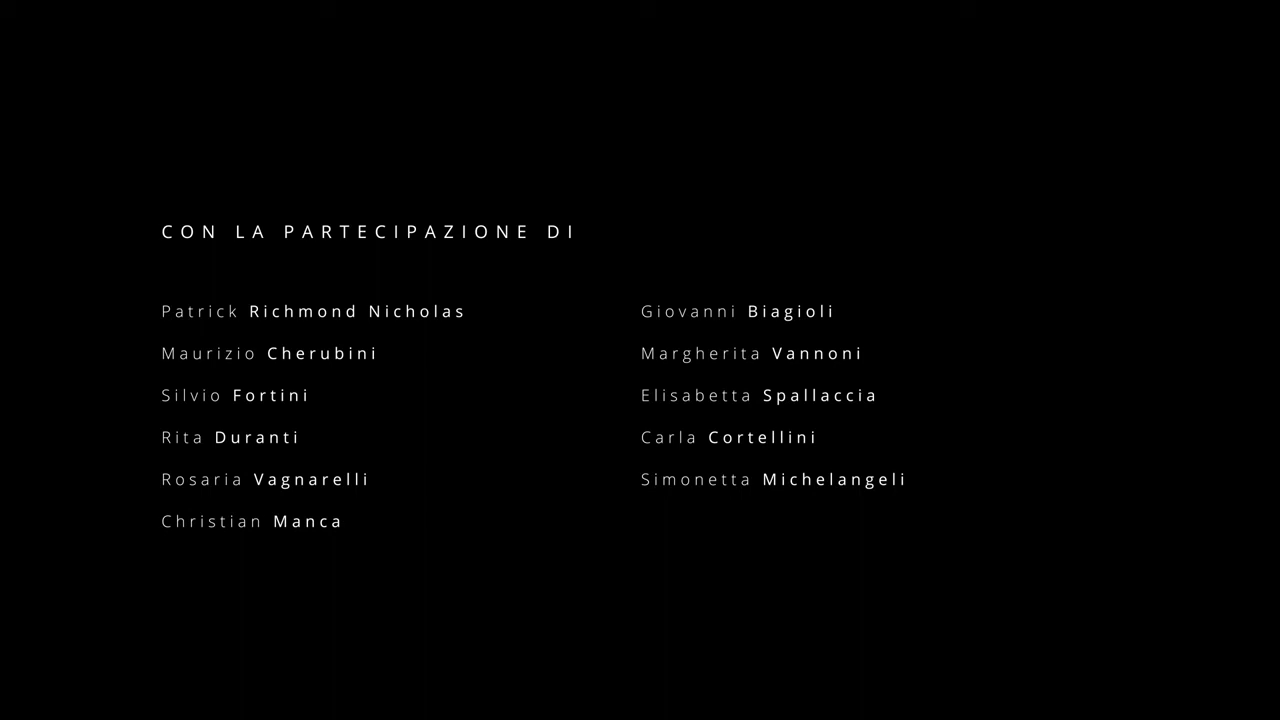 CON LA PARTECIPAZIONE DI
Patrick Richmond Nicholas
Maurizio Cherubini
Silvio Fortini
Rita Duranti
Rosaria Vagnarelli
Christian Manca
Giovanni Biagioli
Margherita Vannoni
Elisabetta Spallaccia
Carla Cortellini
Simonetta Michelangeli